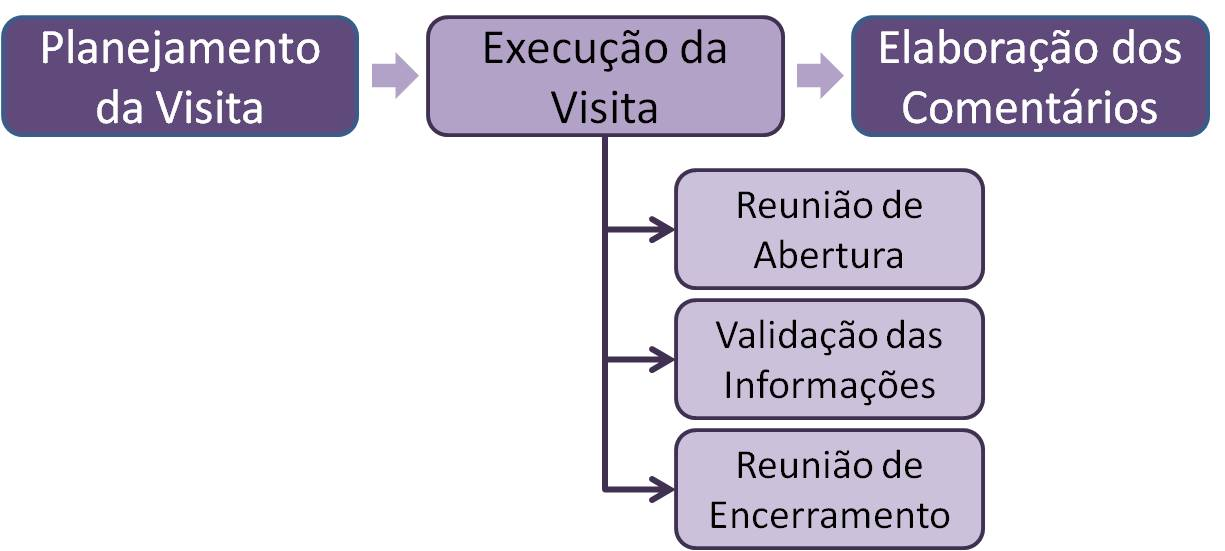 Planejamento
da Visita
Execução da
Visita
Elaboração dos
Comentários
Reunião de
Abertura
Validação das
Informações
Reunião de
Encerramento